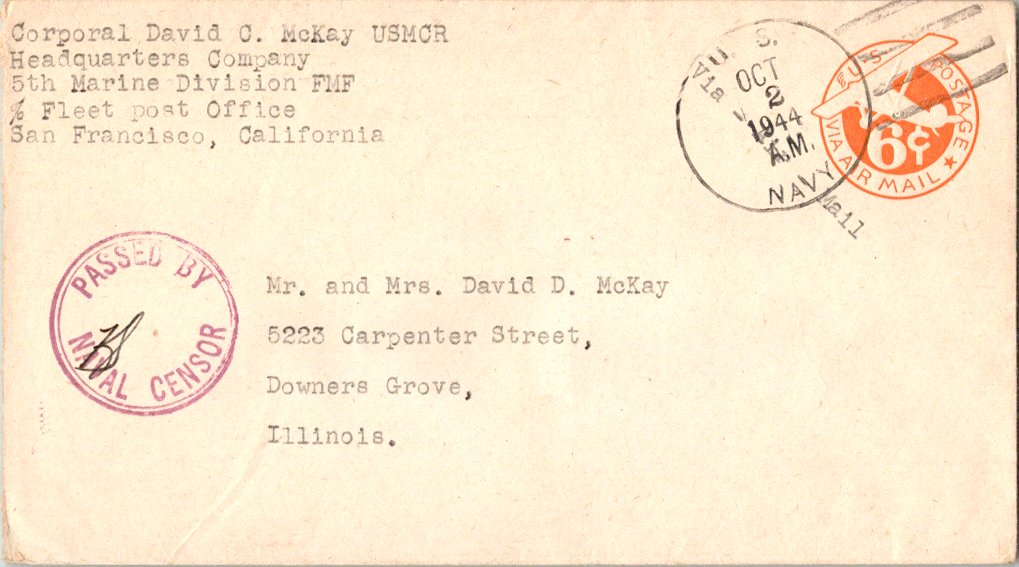 Corporal David C. McKay USMCR
Headquarters Company
5th Marine Division FMF
% Fleet post Office
San Francisco, California
U. S.
OCT
2
1944
A.M.
NAVY
Via
Mail
U.S. POSTAGE
6¢
VIA AIR MAIL
PASSED BY
NAVAL CENSOR
Mr. and Mrs. David D. McKay
5223 Carpenter Street,
Downers Grove,
Illinois.